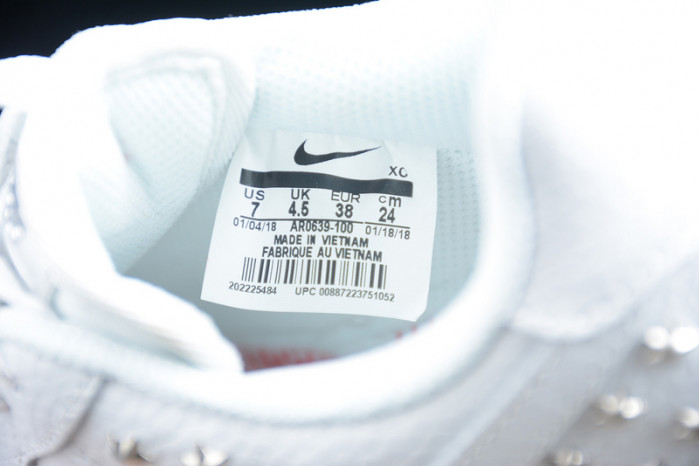 XC
US UK EUR cm
7 4.5 38 24
01/04/18 AR0639-100 01/18/18
MADE IN VIETNAM
FABRIQUE AU VIETNAM
202225484 UPC 00887223751052